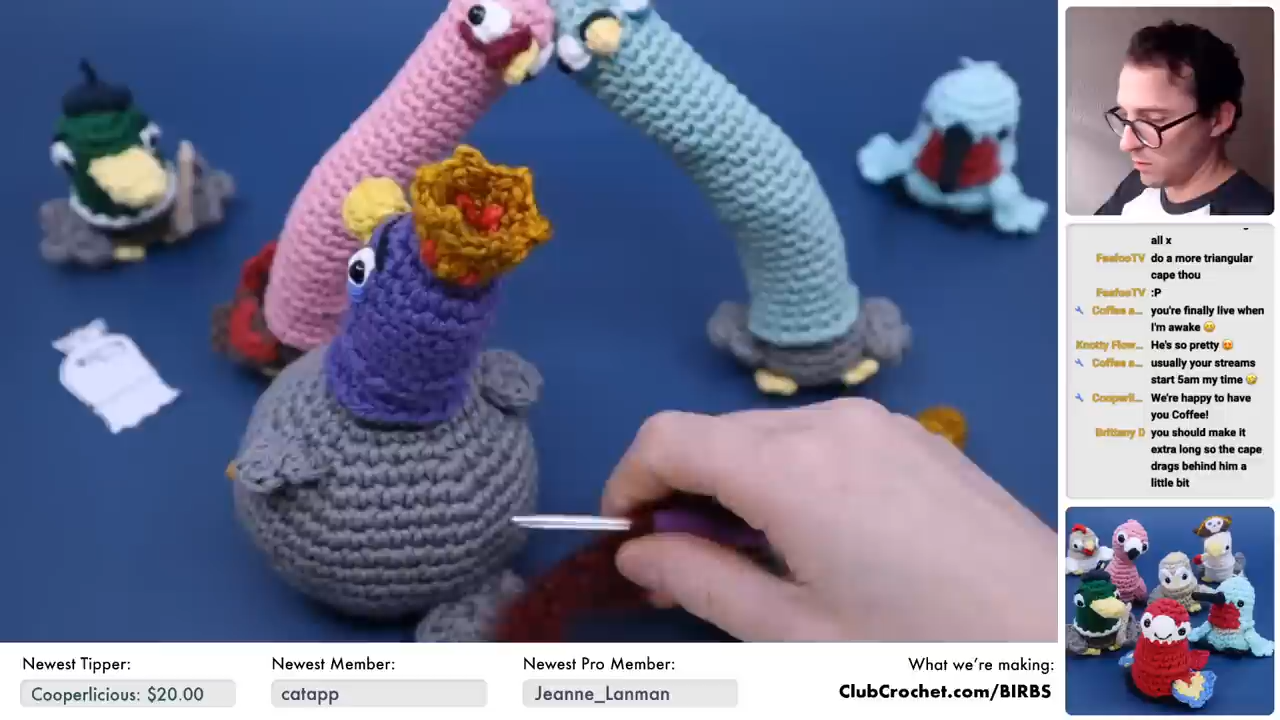 all x
FaafooTV do a more triangular
cape thou
FaafooTV :P
Coffee a... you're finally live when
I'm awake
Knotty Flow... He's so pretty
Coffee a... usually your streams
start 5am my time
Cooperli... We're happy to have
you Coffee!
Brittany D you should make it
extra long so the cape
drags behind him a
little bit
Newest Tipper:
Cooperlicious: $20.00
Newest Member:
catapp
Newest Pro Member:
Jeanne_Lanman
What we're making:
ClubCrochet.com/BIRBS